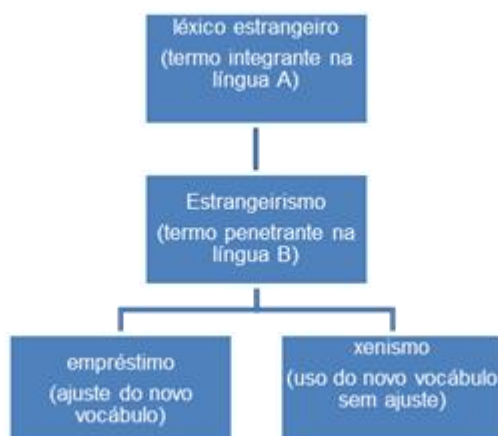 léxico estrangeiro
(termo integrante na
língua A)
Estrangeirismo
(termo penetrante na
língua B)
empréstimo
(ajuste do novo
vocábulo)
xenismo
(uso do novo vocábulo
sem ajuste)